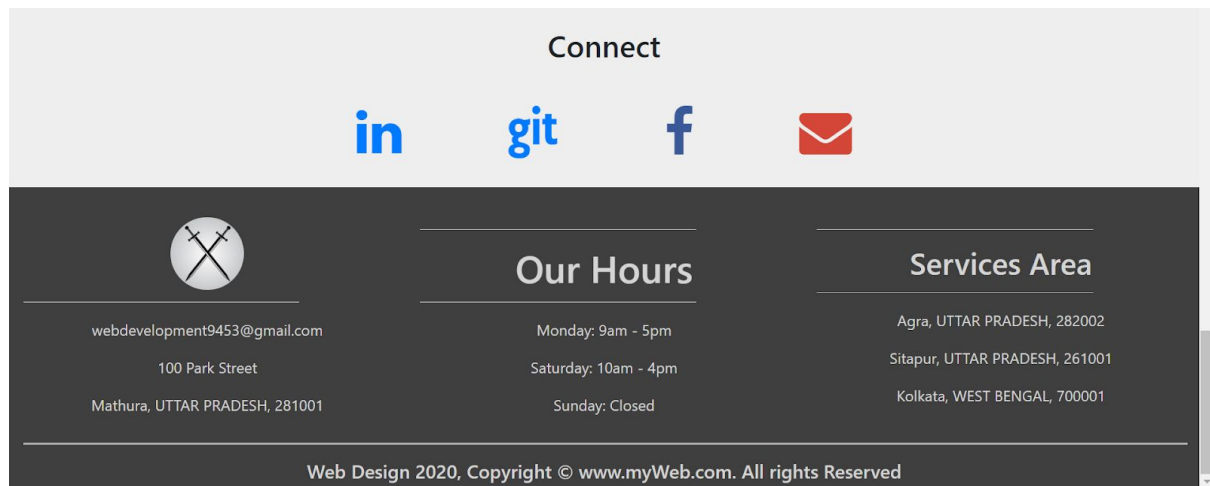 Connect
in git f
webdevelopment9453@gmail.com
100 Park Street
Mathura, UTTAR PRADESH, 281001
Our Hours
Monday: 9am - 5pm
Saturday: 10am - 4pm
Sunday: Closed
Services Area
Agra, UTTAR PRADESH, 282002
Sitapur, UTTAR PRADESH, 261001
Kolkata, WEST BENGAL, 700001
Web Design 2020, Copyright © www.myWeb.com. All rights Reserved